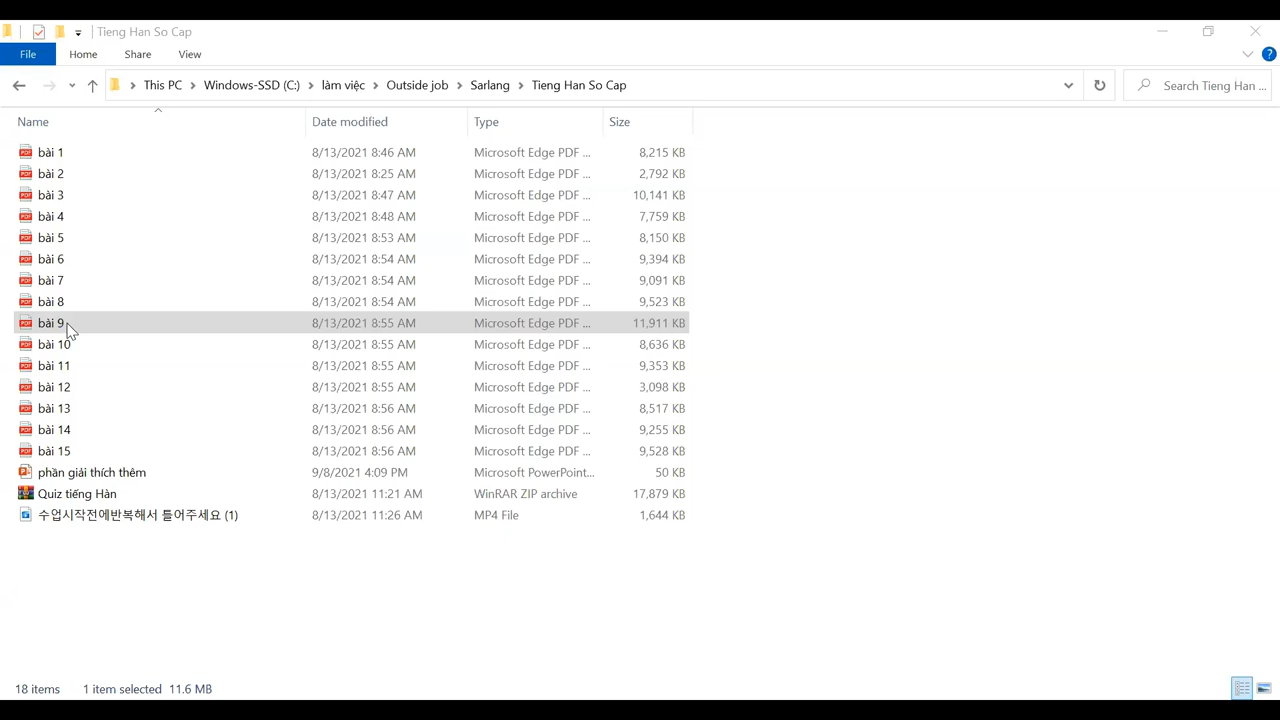 Tieng Han So Cap
File Home Share View
This PC Windows-SSD (C:) làm việc Outside job Sarlang Tieng Han So Cap Search Tieng Han ...
Name Date modified Type Size
bài 1 8/13/2021 8:46 AM Microsoft Edge PDF ... 8,215 KB
bài 2 8/13/2021 8:25 AM Microsoft Edge PDF ... 2,792 KB
bài 3 8/13/2021 8:47 AM Microsoft Edge PDF ... 10,141 KB
bài 4 8/13/2021 8:48 AM Microsoft Edge PDF ... 7,759 KB
bài 5 8/13/2021 8:53 AM Microsoft Edge PDF ... 8,150 KB
bài 6 8/13/2021 8:54 AM Microsoft Edge PDF ... 9,394 KB
bài 7 8/13/2021 8:54 AM Microsoft Edge PDF ... 9,091 KB
bài 8 8/13/2021 8:54 AM Microsoft Edge PDF ... 9,523 KB
bài 9 8/13/2021 8:55 AM Microsoft Edge PDF ... 11,911 KB
bài 10 8/13/2021 8:55 AM Microsoft Edge PDF ... 8,636 KB
bài 11 8/13/2021 8:55 AM Microsoft Edge PDF ... 9,353 KB
bài 12 8/13/2021 8:55 AM Microsoft Edge PDF ... 3,098 KB
bài 13 8/13/2021 8:56 AM Microsoft Edge PDF ... 8,517 KB
bài 14 8/13/2021 8:56 AM Microsoft Edge PDF ... 9,255 KB
bài 15 8/13/2021 8:56 AM Microsoft Edge PDF ... 9,528 KB
phần giải thích thêm 9/8/2021 4:09 PM Microsoft PowerPoint... 50 KB
Quiz tiếng Hàn 8/13/2021 11:21 AM WinRAR ZIP archive 17,879 KB
수업시작전에반복해서 틀어주세요 (1) 8/13/2021 11:26 AM MP4 File 1,644 KB
18 items 1 item selected 11.6 MB